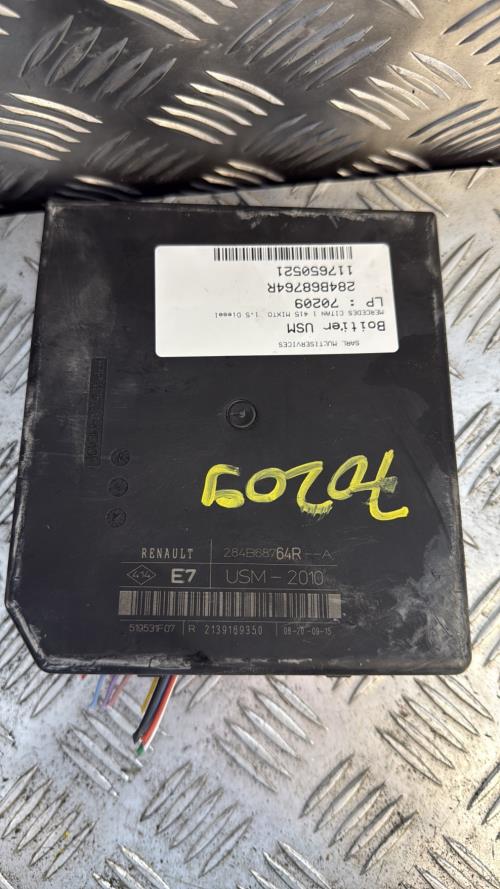 SARL MULTISERVICES
Boitier USM
MERCEDES CITAN 1 415 MIXTO 1.5 Diesel
LP : 70209
284B68764R
117650521
70209
RENAULT 284B68764R--A
414 E7 USM-2010
519531F07 R 2139169350 08-20-09-15